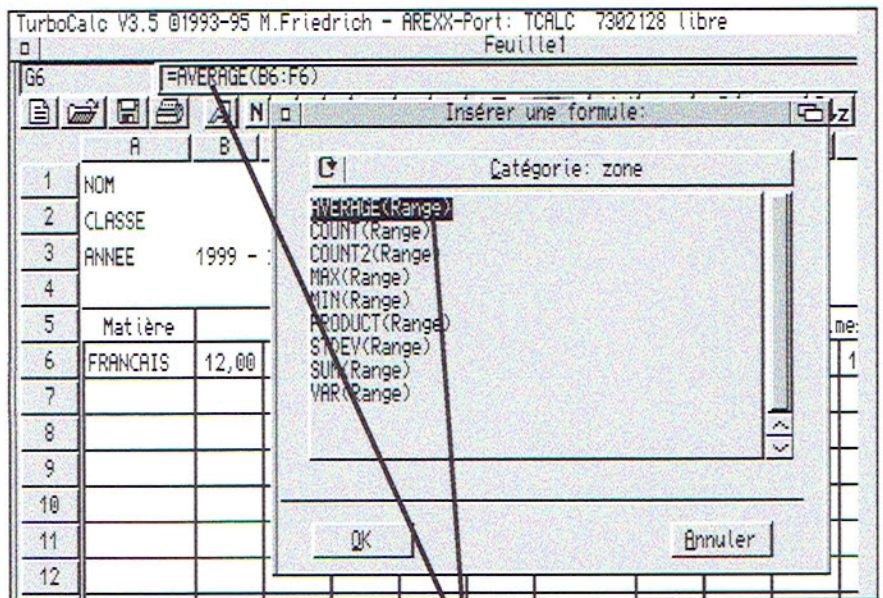 TurboCalc V3.5 @1993-95 M.Friedrich - AREXX-Port: TCALC 7302128 libre
Feuille1
G6 =AVERAGE(B6:F6)
N Insérer une formule: Z
A B
Catégorie: zone
1 NOM
2 CLASSE
3 ANNEE 1999 -
4
5 Matière
6 FRANCAIS 12,00 1
7
8
9
10
11
12
AVERAGE(Range)
COUNT(Range)
COUNT2(Range)
MAX(Range)
MIN(Range)
PRODUCT(Range)
STDEV(Range)
SUM(Range)
VAR(Range)
OK Annuler